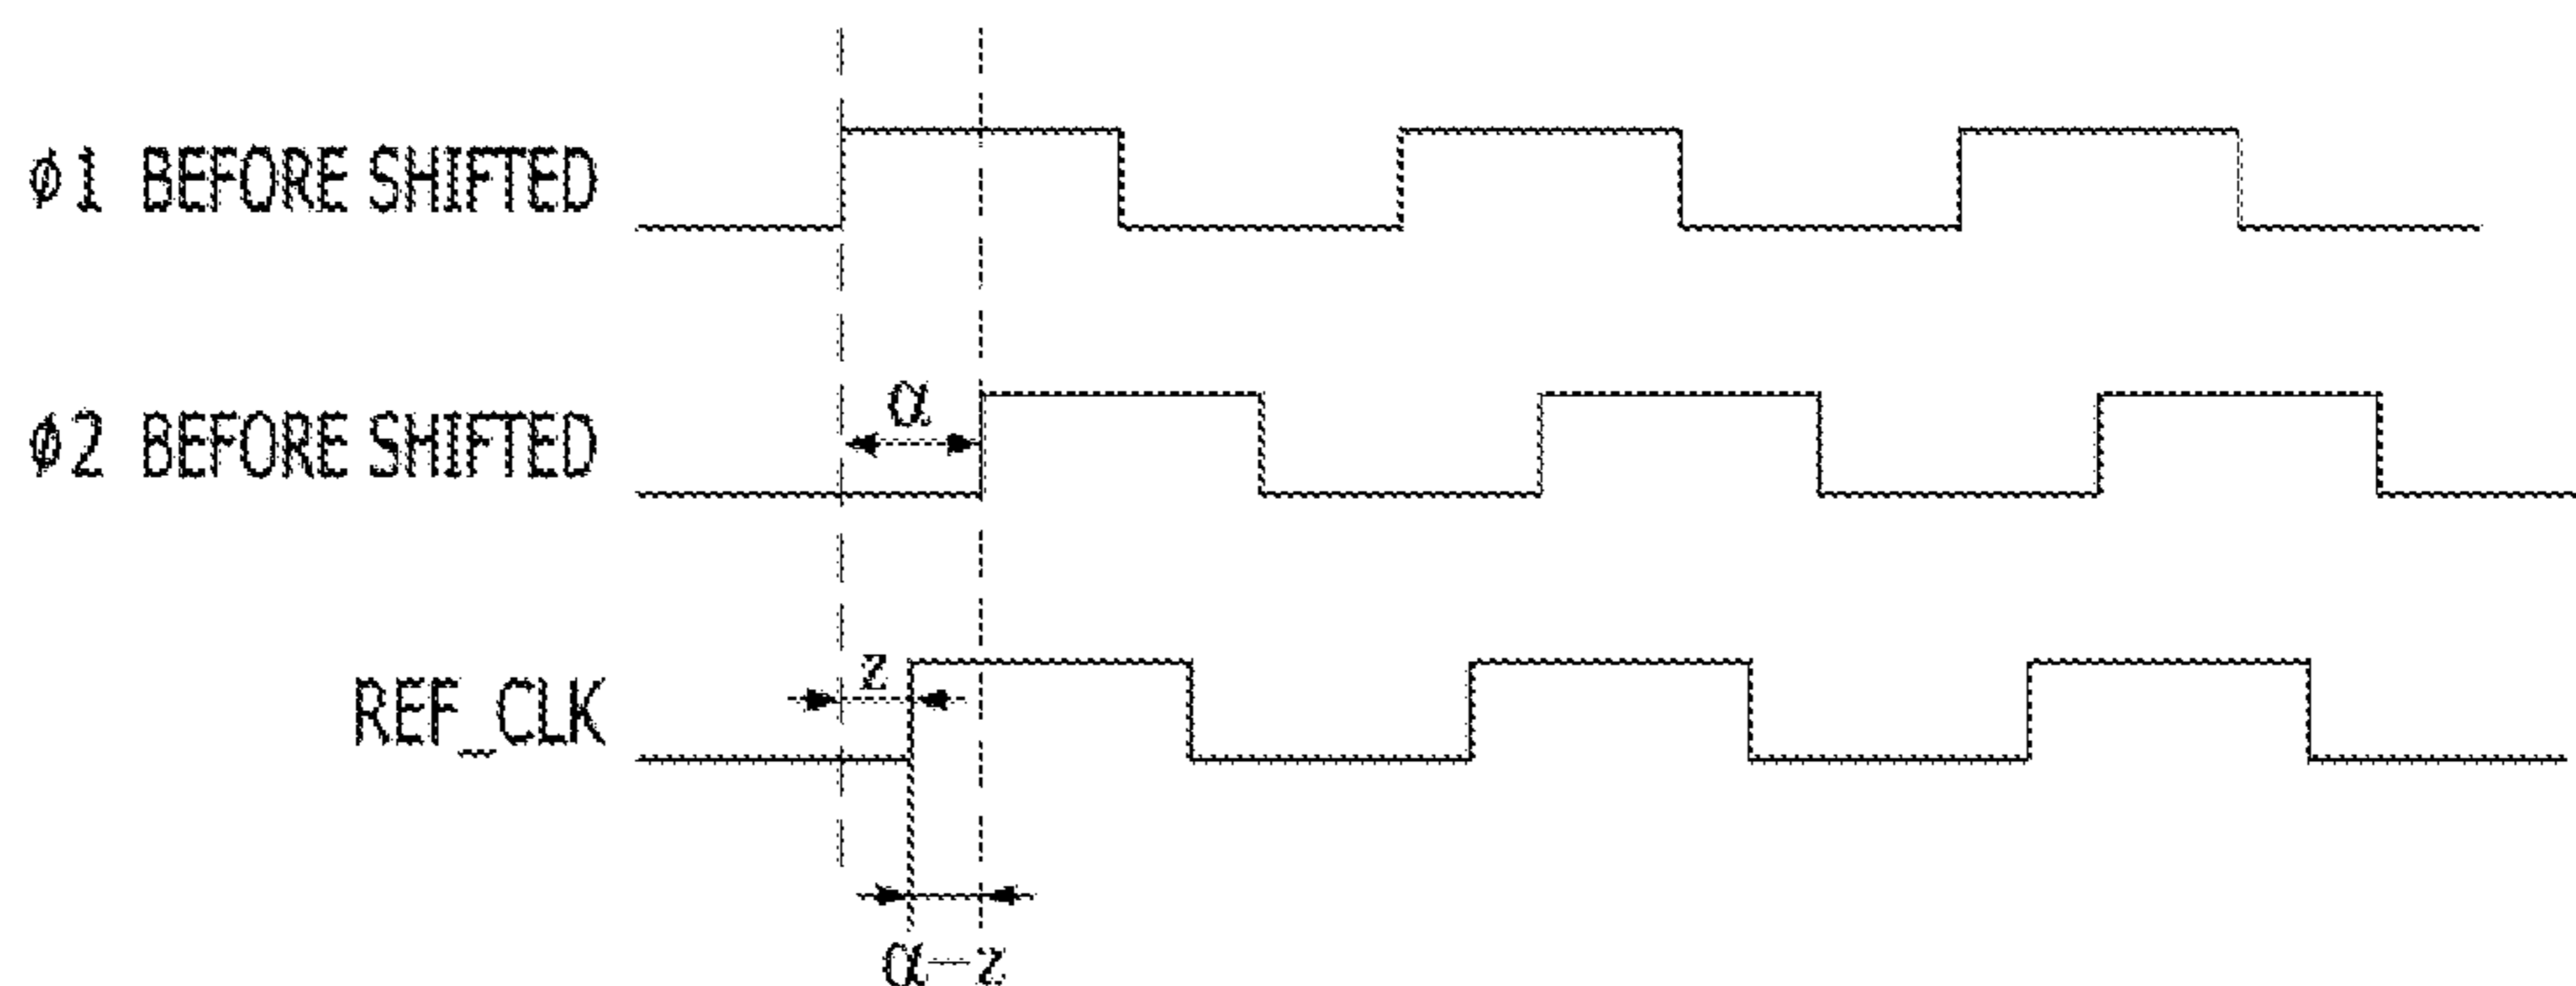 ϕ1 BEFORE SHIFTED
α
ϕ2 BEFORE SHIFTED
z
REF_CLK
α-z